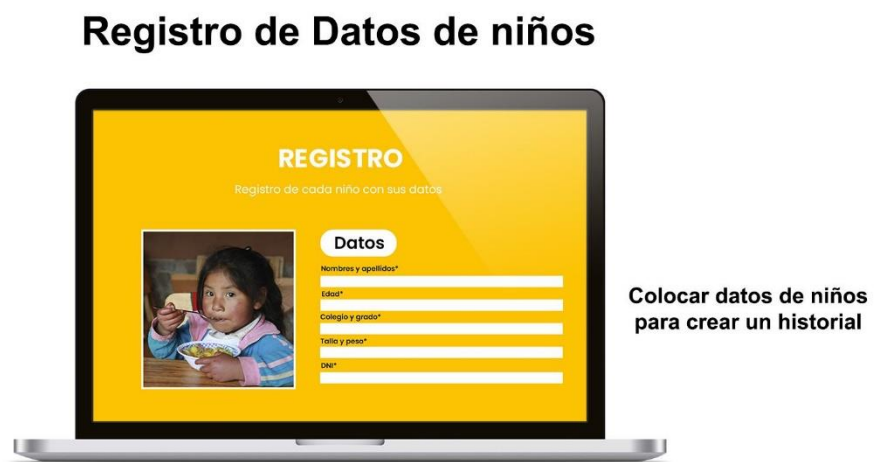 Registro de Datos de niños
REGISTRO
Registro de cada niño con sus datos
Datos
Nombres y apellidos*
Edad*
Colegio y grado*
Talla y peso*
DNI*
Colocar datos de niños
para crear un historial